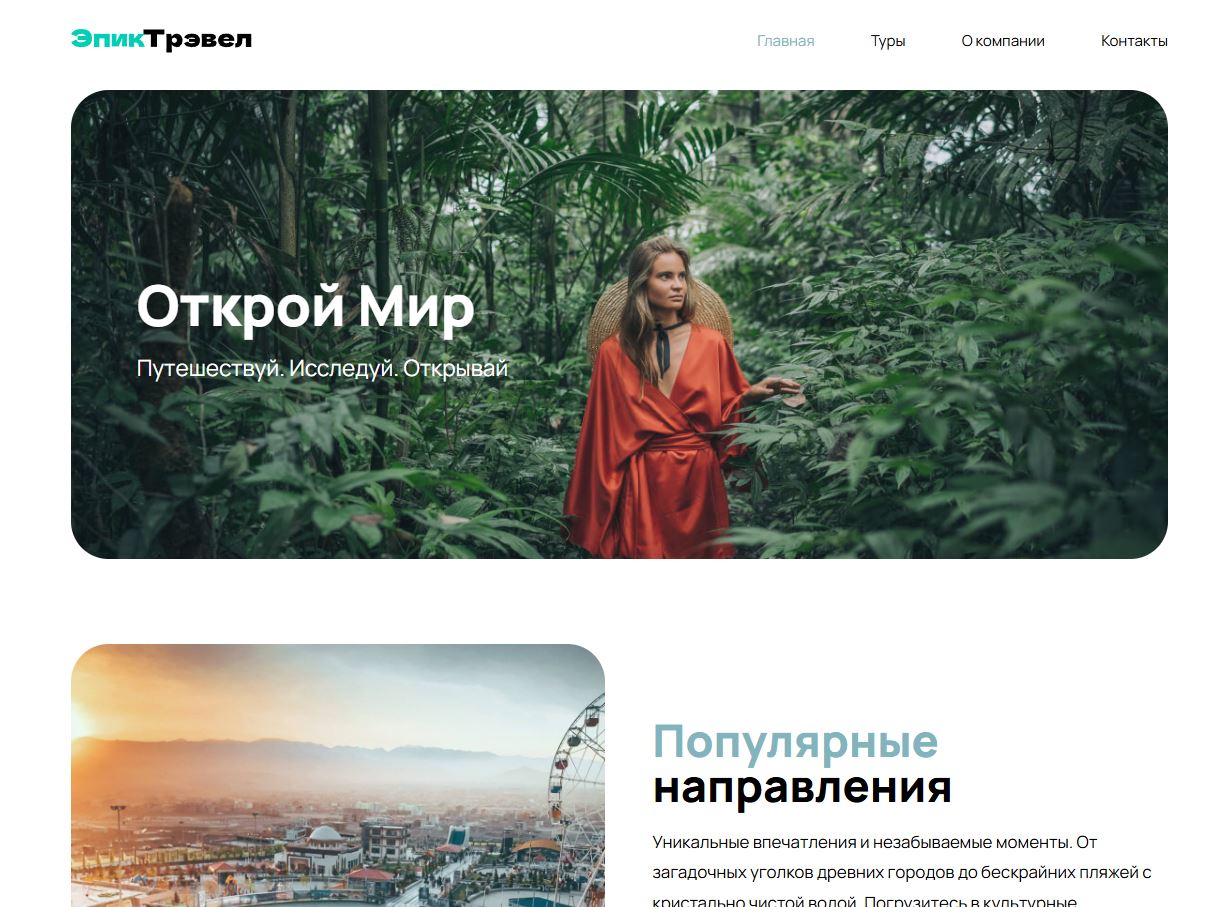 ЭпикТрэвел
Главная Туры О компании Контакты
Открой Мир
Путешествуй. Исследуй. Открывай
Популярные
направления
Уникальные впечатления и незабываемые моменты. От
загадочных уголков древних городов до бескрайних пляжей с
кристально чистой водой. Погрузитесь в культурные